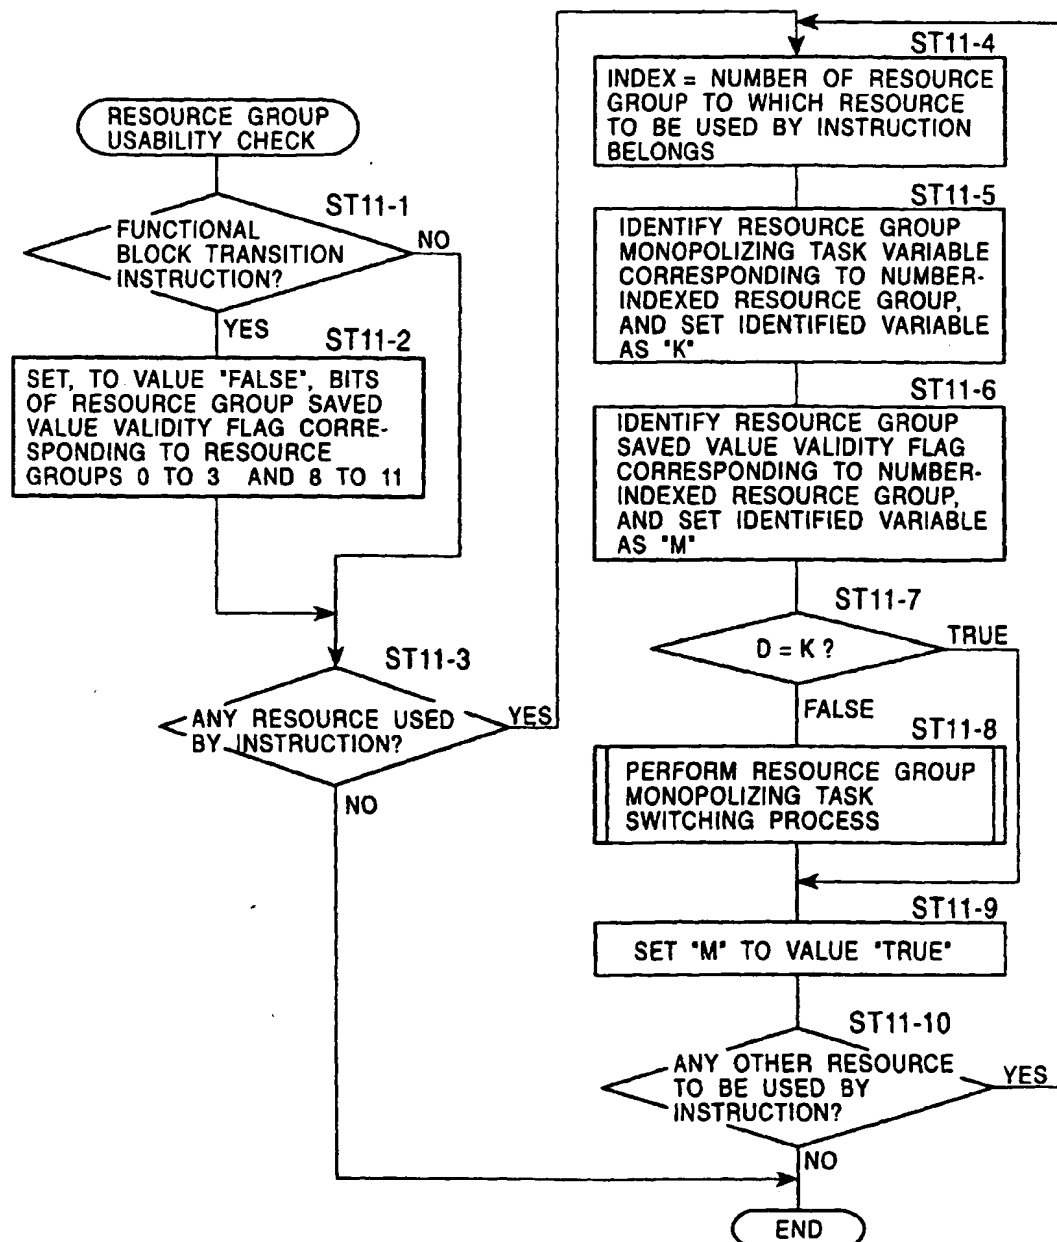 RESOURCE GROUP
USABILITY CHECK
ST11-1
FUNCTIONAL
BLOCK TRANSITION
INSTRUCTION?
NO
YES
ST11-2
SET, TO VALUE "FALSE", BITS
OF RESOURCE GROUP SAVED
VALUE VALIDITY FLAG CORRE-
SPONDING TO RESOURCE
GROUPS 0 TO 3 AND 8 TO 11
ST11-3
ANY RESOURCE USED
BY INSTRUCTION?
YES
NO
ST11-4
INDEX = NUMBER OF RESOURCE
GROUP TO WHICH RESOURCE
TO BE USED BY INSTRUCTION
BELONGS
ST11-5
IDENTIFY RESOURCE GROUP
MONOPOLIZING TASK VARIABLE
CORRESPONDING TO NUMBER-
INDEXED RESOURCE GROUP,
AND SET IDENTIFIED VARIABLE
AS "K"
ST11-6
IDENTIFY RESOURCE GROUP
SAVED VALUE VALIDITY FLAG
CORRESPONDING TO NUMBER-
INDEXED RESOURCE GROUP,
AND SET IDENTIFIED VARIABLE
AS "M"
ST11-7
D = K ?
TRUE
FALSE
ST11-8
PERFORM RESOURCE GROUP
MONOPOLIZING TASK
SWITCHING PROCESS
ST11-9
SET "M" TO VALUE "TRUE"
ST11-10
ANY OTHER RESOURCE
TO BE USED BY
INSTRUCTION?
YES
NO
END